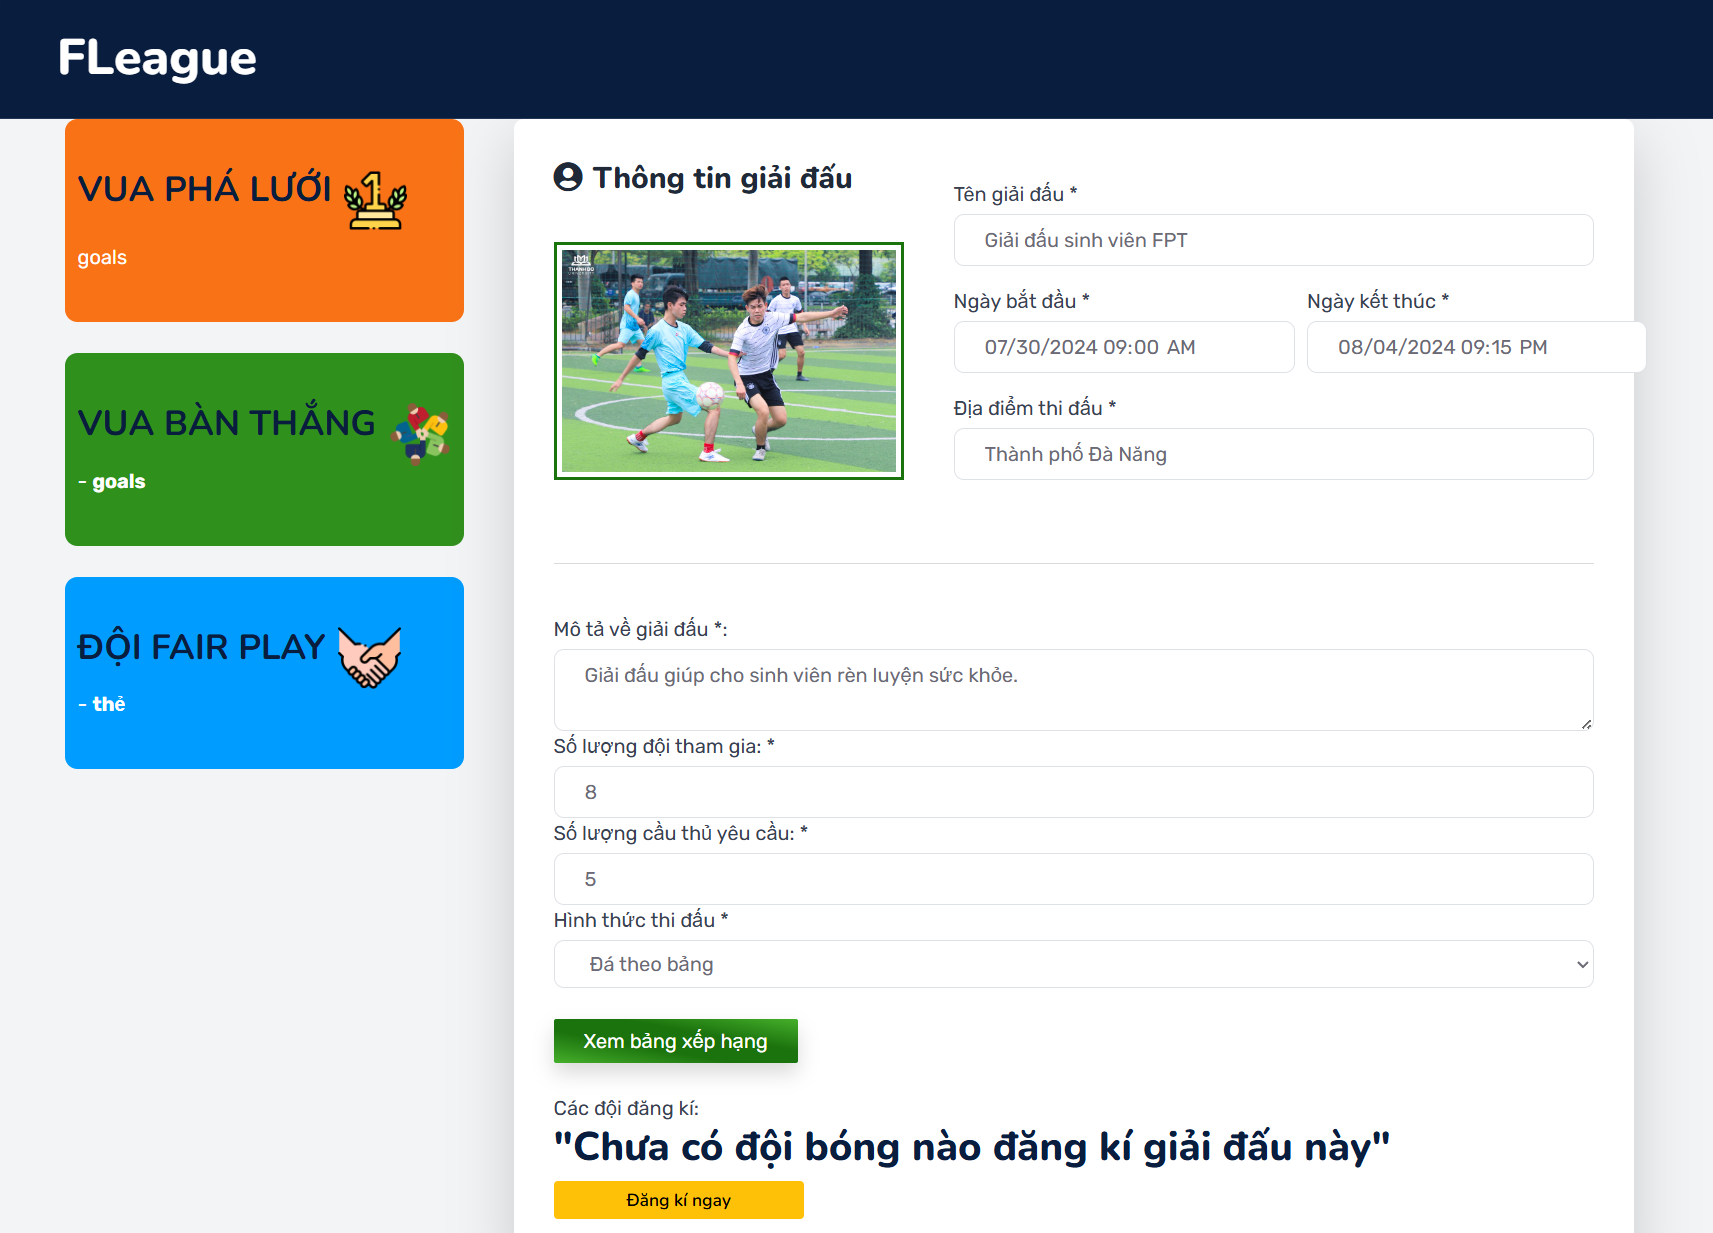 FLeague
VUA PHÁ LƯỚI
1
goals
VUA BÀN THẮNG
- goals
ĐỘI FAIR PLAY
- thẻ
Thông tin giải đấu
THANH DO
Tên giải đấu *
Giải đấu sinh viên FPT
Ngày bắt đầu *
Ngày kết thúc *
07/30/2024 09:00 AM
08/04/2024 09:15 PM
Địa điểm thi đấu *
Thành phố Đà Nẵng
Mô tả về giải đấu *:
Giải đấu giúp cho sinh viên rèn luyện sức khỏe.
Số lượng đội tham gia: *
8
Số lượng cầu thủ yêu cầu: *
5
Hình thức thi đấu *
Đá theo bảng
Xem bảng xếp hạng
Các đội đăng kí:
"Chưa có đội bóng nào đăng kí giải đấu này"
Đăng kí ngay